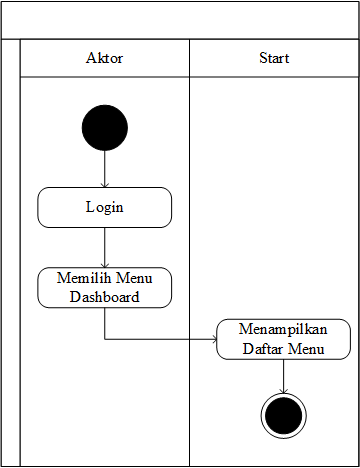 Aktor
Start
Login
Memilih Menu
Dashboard
Menampilkan
Daftar Menu